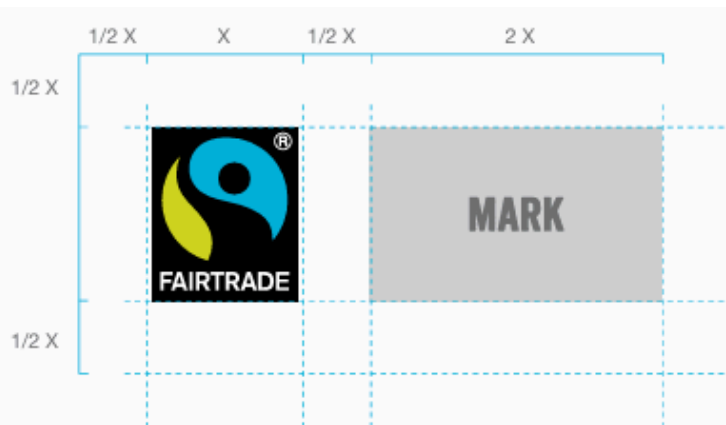 1/2 X X 1/2 X 2 X
1/2 X
®
MARK
FAIRTRADE
1/2 X